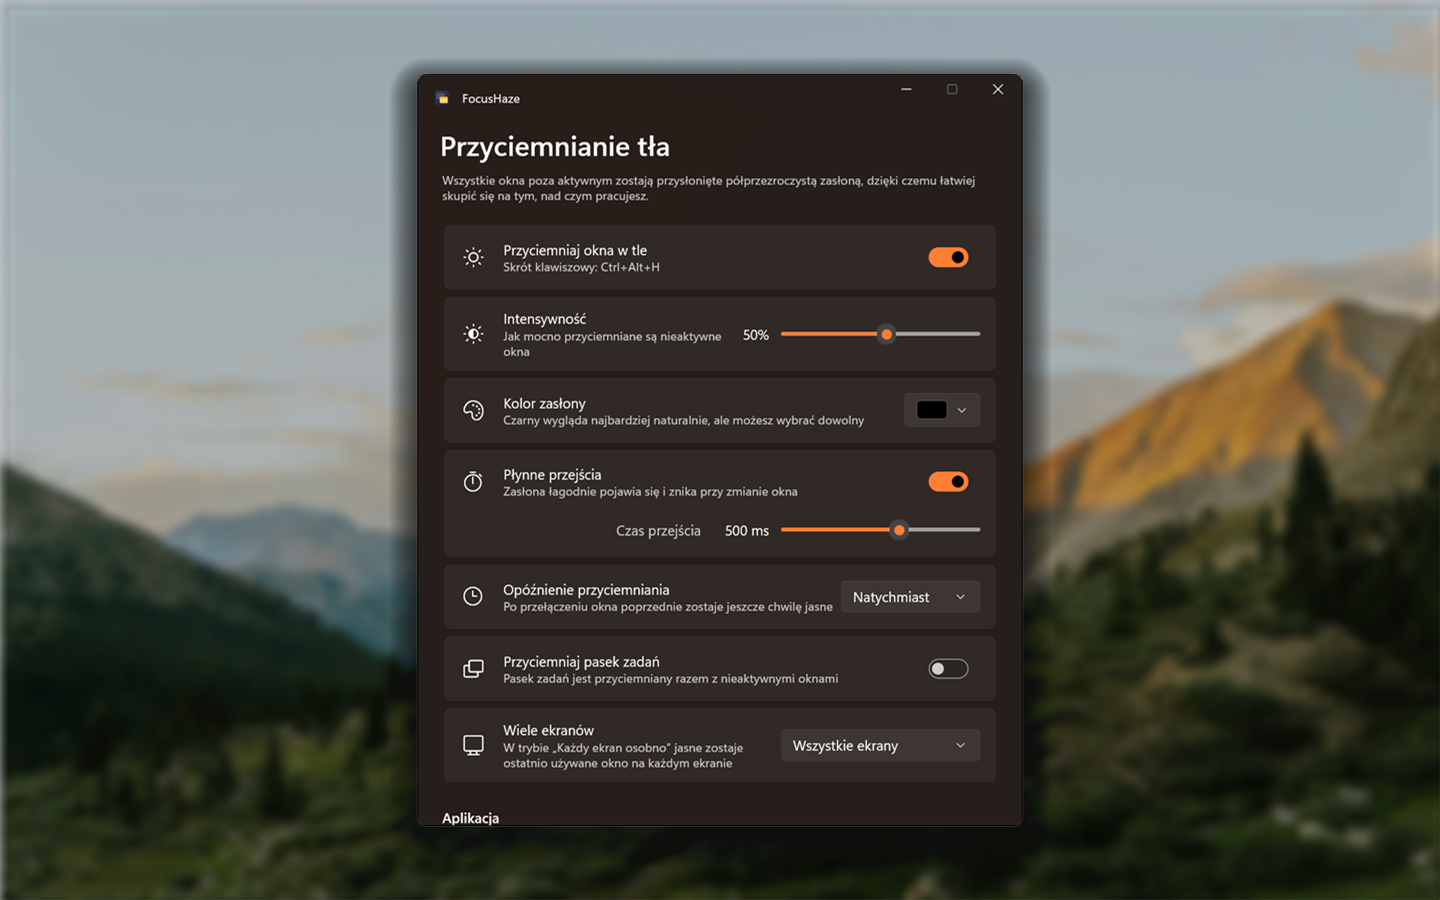 FocusHaze
Przyciemnianie tła
Wszystkie okna poza aktywnym zostają przysłonięte półprzezroczystą zasłoną, dzięki czemu łatwiej
skupić się na tym, nad czym pracujesz.
Przyciemniaj okna w tle
Skrót klawiszowy: Ctrl+Alt+H
Intensywność
Jak mocno przyciemniane są nieaktywne
okna
50%
Kolor zasłony
Czarny wygląda najbardziej naturalnie, ale możesz wybrać dowolny
Płynne przejścia
Zasłona łagodnie pojawia się i znika przy zmianie okna
Czas przejścia 500 ms
Opóźnienie przyciemniania
Po przełączeniu okna poprzednie zostaje jeszcze chwilę jasne
Natychmiast
Przyciemniaj pasek zadań
Pasek zadań jest przyciemniany razem z nieaktywnymi oknami
Wiele ekranów
W trybie „Każdy ekran osobno” jasne zostaje
ostatnio używane okno na każdym ekranie
Wszystkie ekrany
Aplikacja